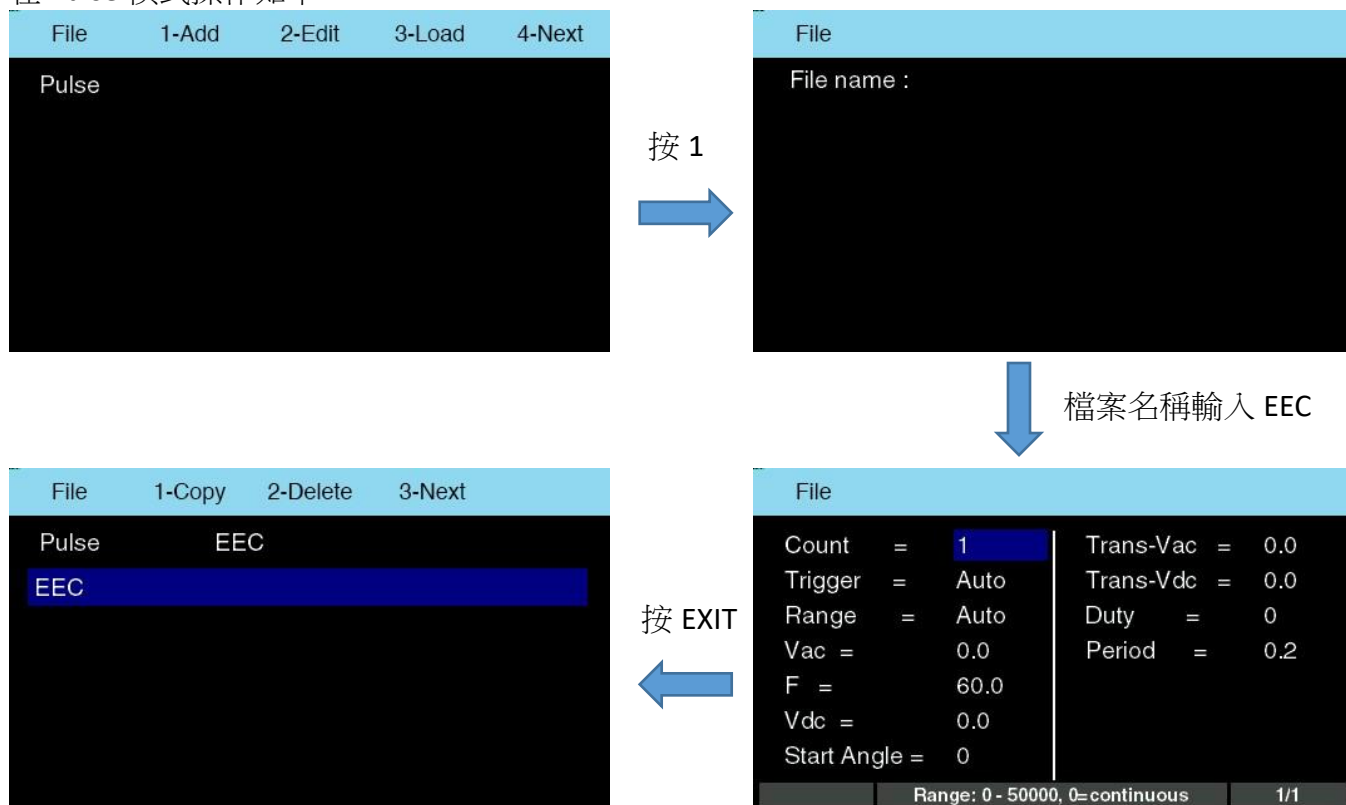 File 1-Add 2-Edit 3-Load 4-Next
Pulse
按 1
File
File name :
檔案名稱輸入 EEC
File
Count = 1 Trans-Vac = 0.0
Trigger = Auto Trans-Vdc = 0.0
Range = Auto Duty = 0
Vac = 0.0 Period = 0.2
F = 60.0
Vdc = 0.0
Start Angle = 0
Range: 0 - 50000, 0=continuous 1/1
按 EXIT
File 1-Copy 2-Delete 3-Next
Pulse EEC
EEC